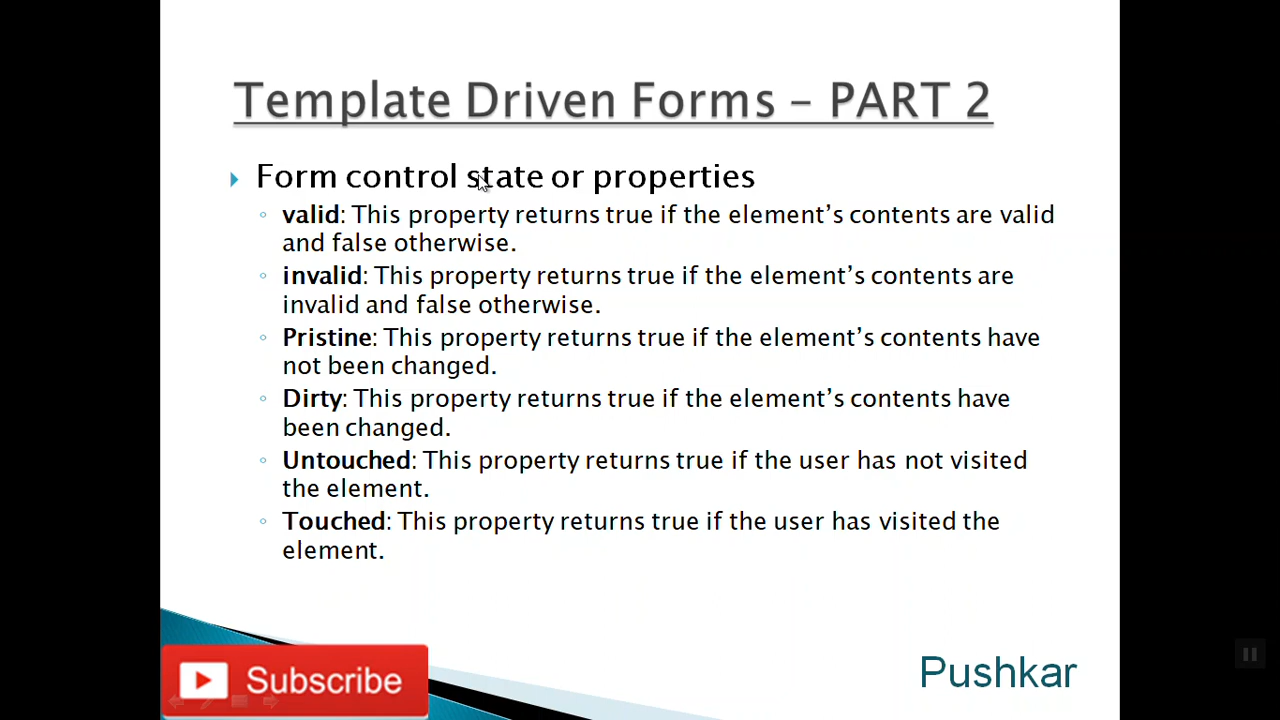 Template Driven Forms – PART 2
Form control state or properties
valid: This property returns true if the element’s contents are valid
and false otherwise.
invalid: This property returns true if the element’s contents are
invalid and false otherwise.
Pristine: This property returns true if the element’s contents have
not been changed.
Dirty: This property returns true if the element’s contents have
been changed.
Untouched: This property returns true if the user has not visited
the element.
Touched: This property returns true if the user has visited the
element.
Subscribe
Pushkar